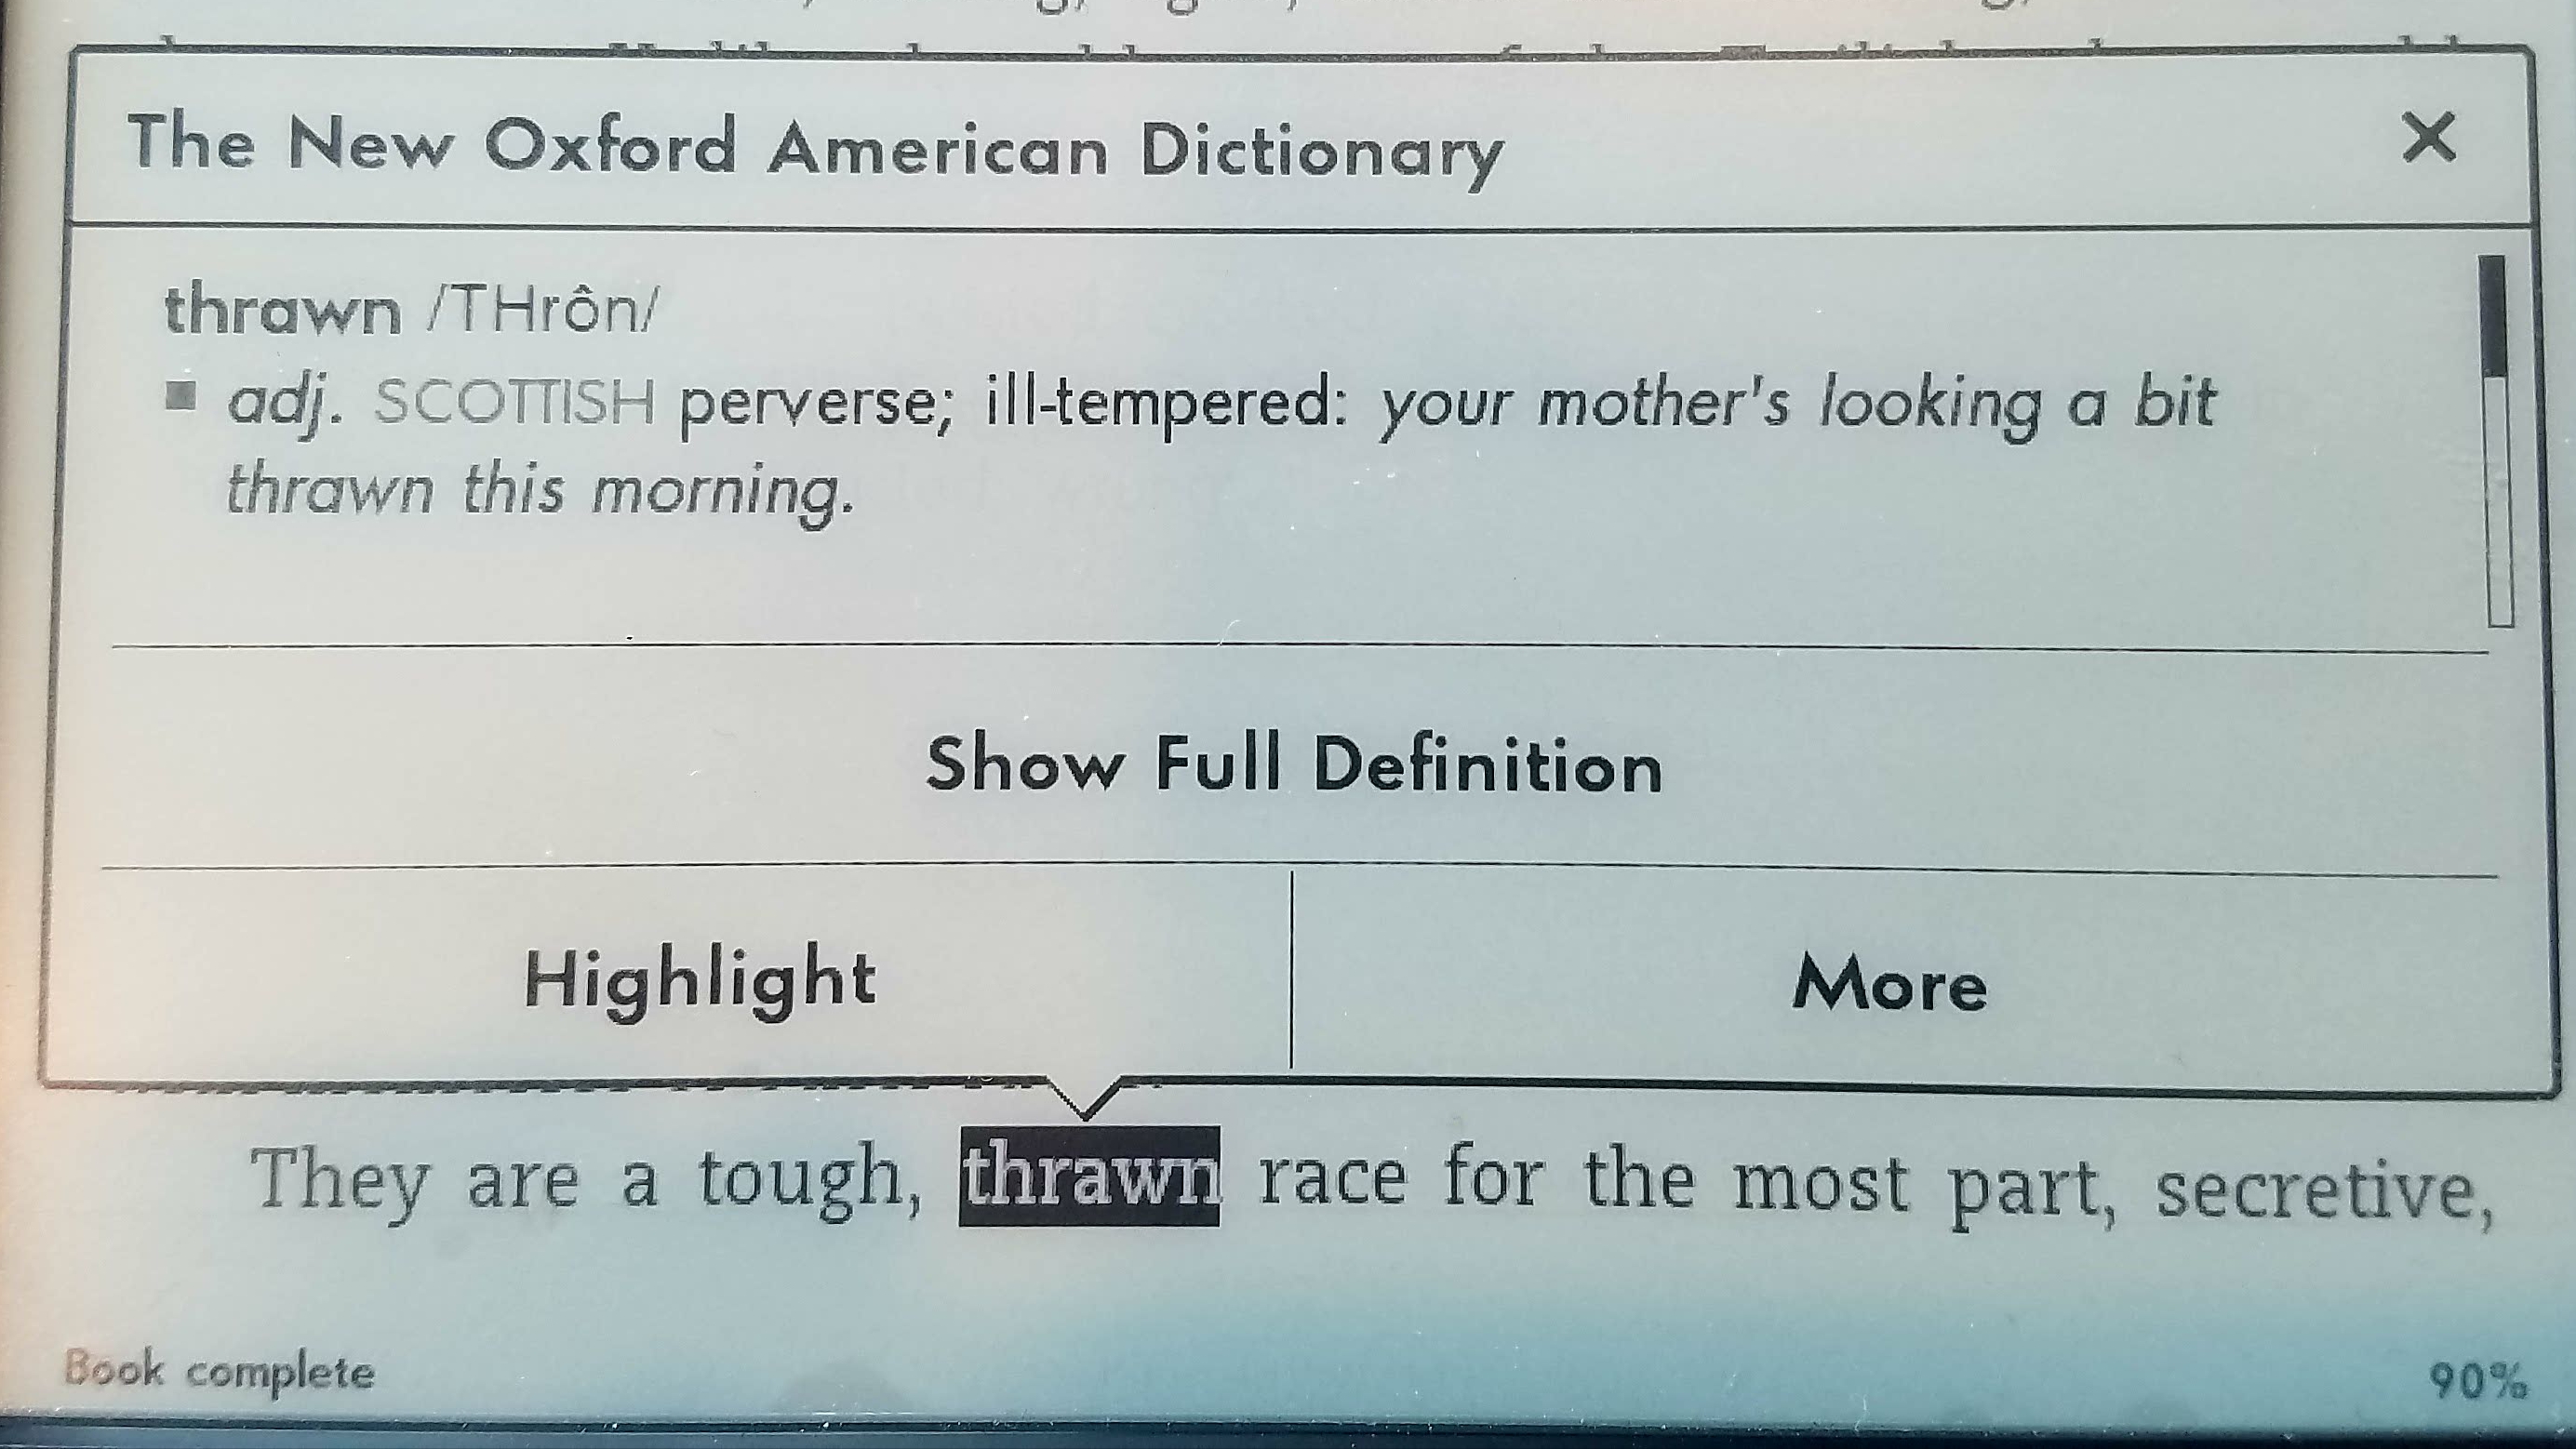 The New Oxford American Dictionary ×
thrawn /THrôn/
■ adj. SCOTTISH perverse; ill-tempered: your mother's looking a bit
thrawn this morning.
Show Full Definition
Highlight More
They are a tough, thrawn race for the most part, secretive,
Book complete 90%